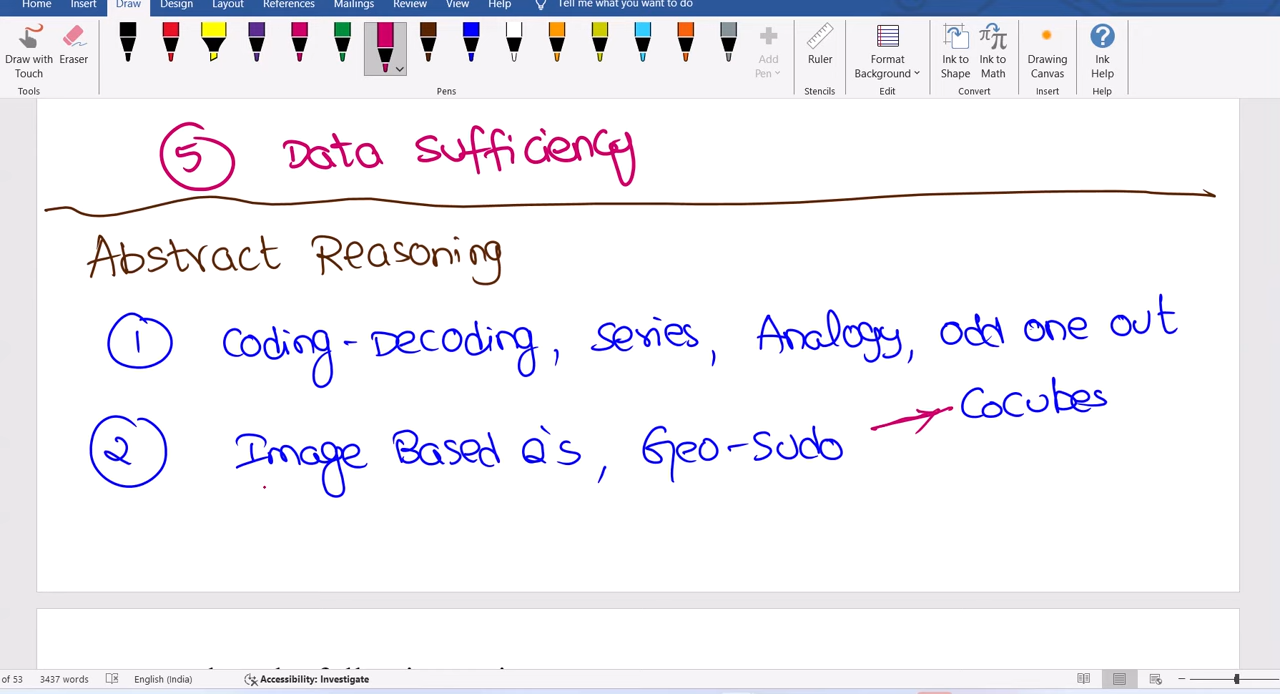 Home Insert Draw Design Layout References Mailings Review View Help Tell me what you want to do
Draw with Touch Eraser Add Pen Ruler Format Background Ink to Shape Ink to Math Drawing Canvas Ink Help
Tools Pens Stencils Edit Convert Insert Help
5 Data Sufficiency
Abstract Reasoning
1 Coding-Decoding, Series, Analogy, odd one out
Cocubes
2 Image Based Q's, Geo-Sudo
of 53 3437 words English (India) Accessibility: Investigate